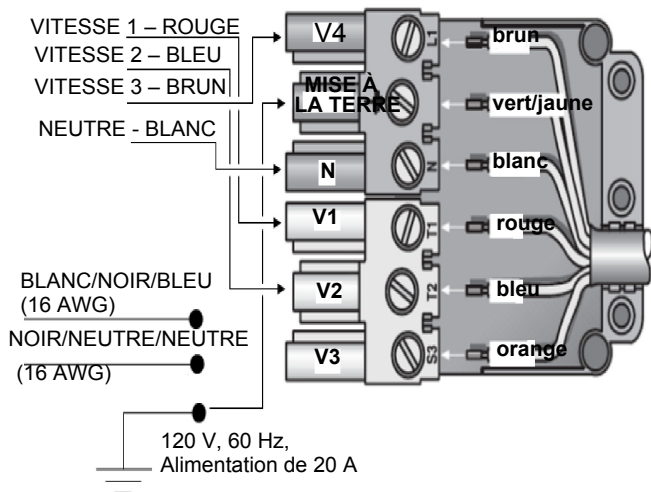 VITESSE 1 – ROUGE
VITESSE 2 – BLEU
VITESSE 3 – BRUN
NEUTRE - BLANC
BLANC/NOIR/BLEU
(16 AWG)
NOIR/NEUTRE/NEUTRE
(16 AWG)
120 V, 60 Hz,
Alimentation de 20 A
V4
MISE À
LA TERRE
N
V1
V2
V3
L1
N
T1
T2
S3
brun
vert/jaune
blanc
rouge
bleu
orange